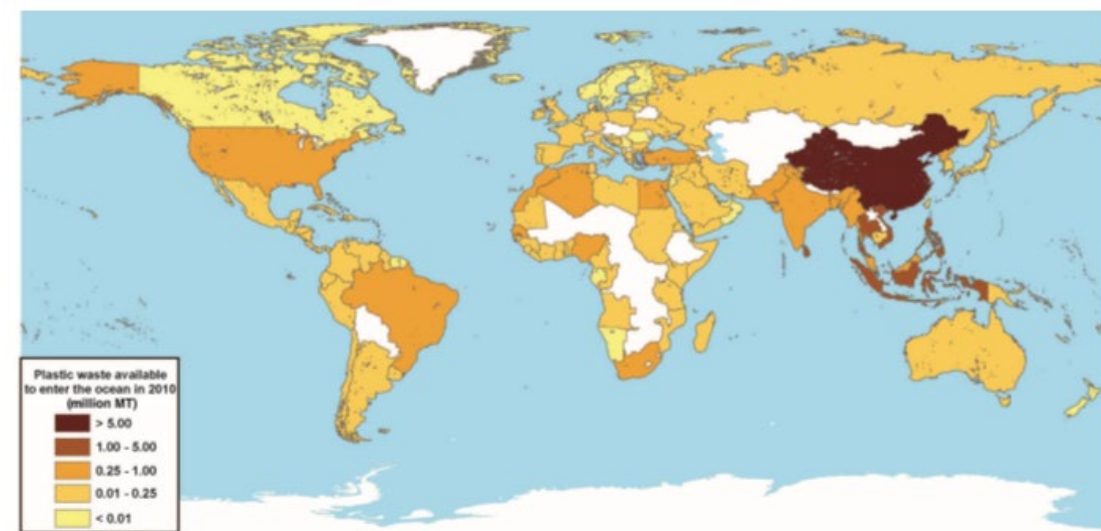 Plastic waste available
to enter the ocean in 2010
(million MT)
> 5.00
1.00 - 5.00
0.25 - 1.00
0.01 - 0.25
< 0.01